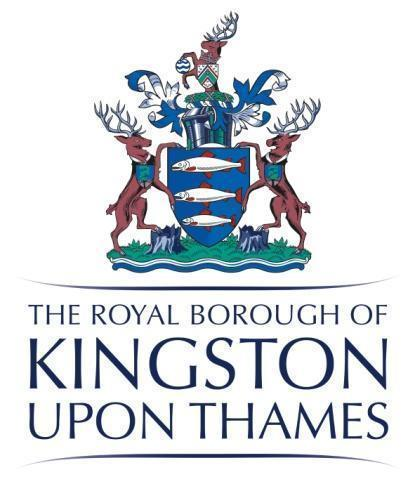 THE ROYAL BOROUGH OF
KINGSTON
UPON THAMES